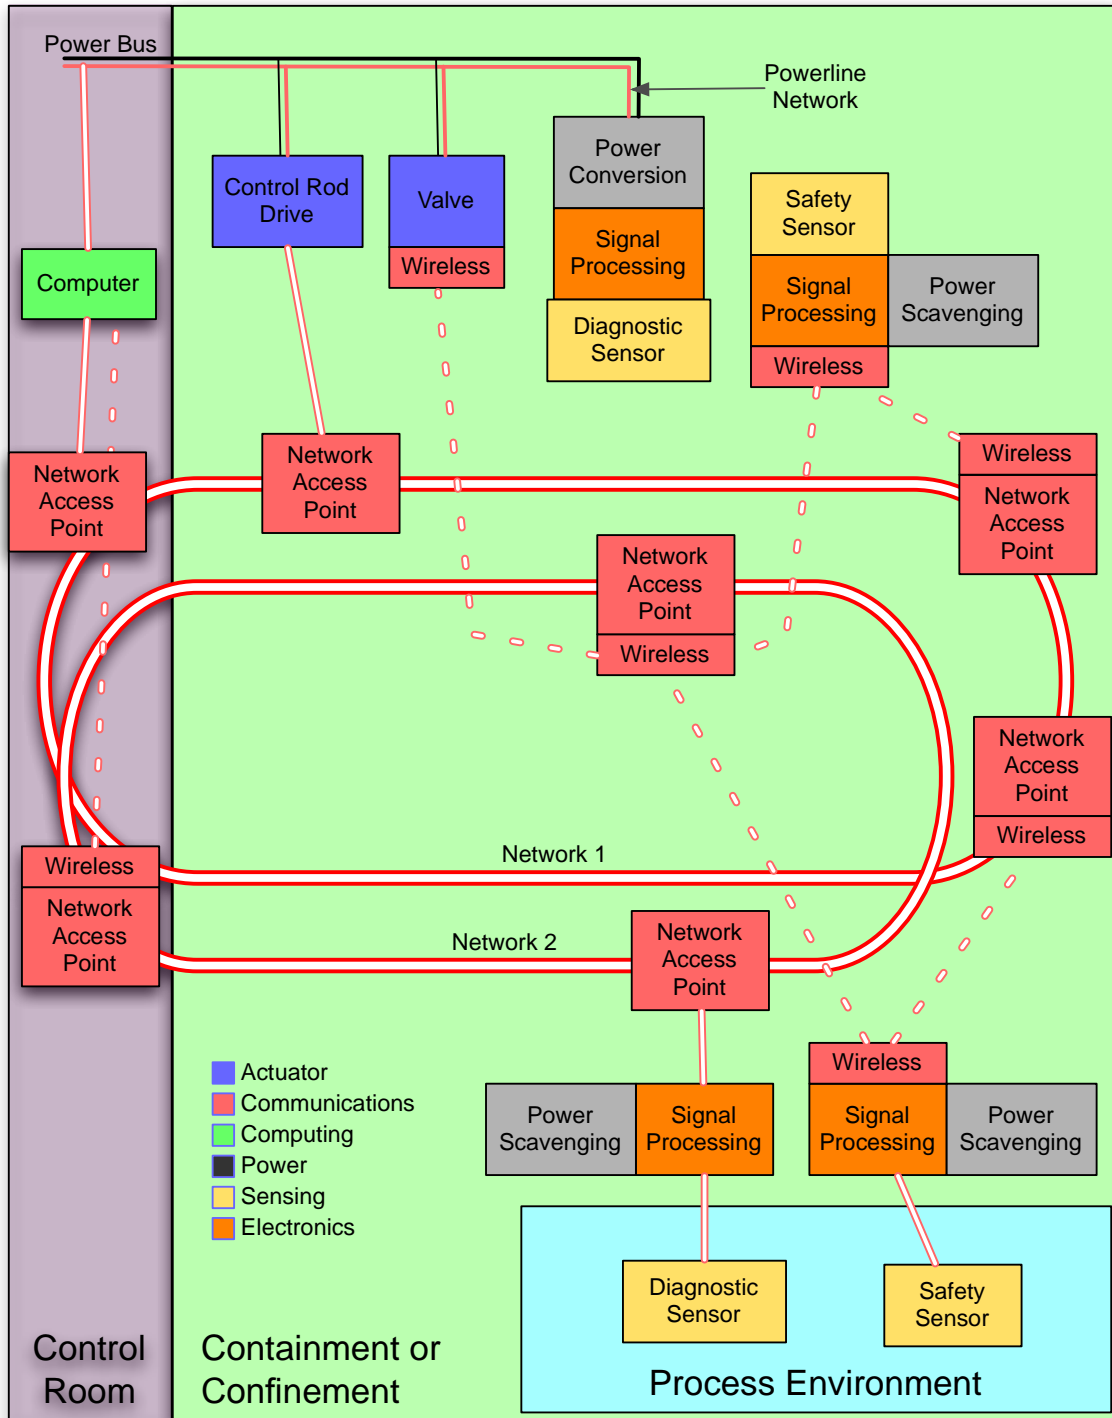 Power Bus
Powerline
Network
Control Rod
Drive
Valve
Wireless
Power
Conversion
Signal
Processing
Diagnostic
Sensor
Safety
Sensor
Signal
Processing
Power
Scavenging
Wireless
Computer
Network
Access
Point
Network
Access
Point
Wireless
Network
Access
Point
Network
Access
Point
Wireless
Network
Access
Point
Wireless
Network 1
Wireless
Network
Access
Point
Network 2
Network
Access
Point
Actuator
Communications
Computing
Power
Sensing
Electronics
Power
Scavenging
Signal
Processing
Wireless
Signal
Processing
Power
Scavenging
Diagnostic
Sensor
Safety
Sensor
Control
Room
Containment or
Confinement
Process Environment